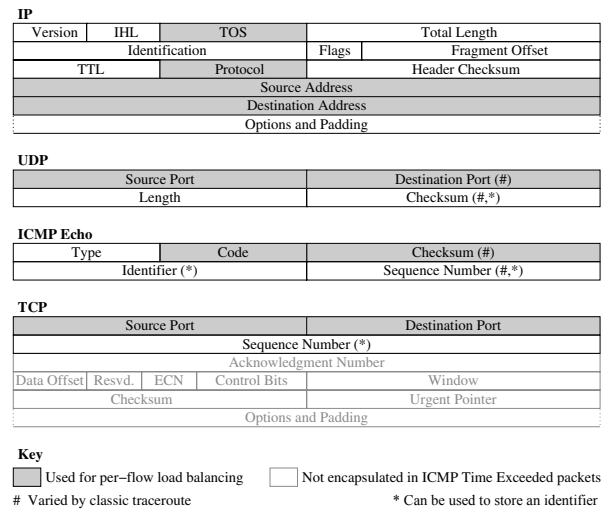 IP
Version IHL TOS Total Length
Identification Flags Fragment Offset
TTL Protocol Header Checksum
Source Address
Destination Address
Options and Padding
UDP
Source Port Destination Port (#)
Length Checksum (#,*)
ICMP Echo
Type Code Checksum (#)
Identifier (*) Sequence Number (#,*)
TCP
Source Port Destination Port
Sequence Number (*)
Acknowledgment Number
Data Offset Resvd. ECN Control Bits Window
Checksum Urgent Pointer
Options and Padding
Key
Used for per−flow load balancing Not encapsulated in ICMP Time Exceeded packets
# Varied by classic traceroute * Can be used to store an identifier